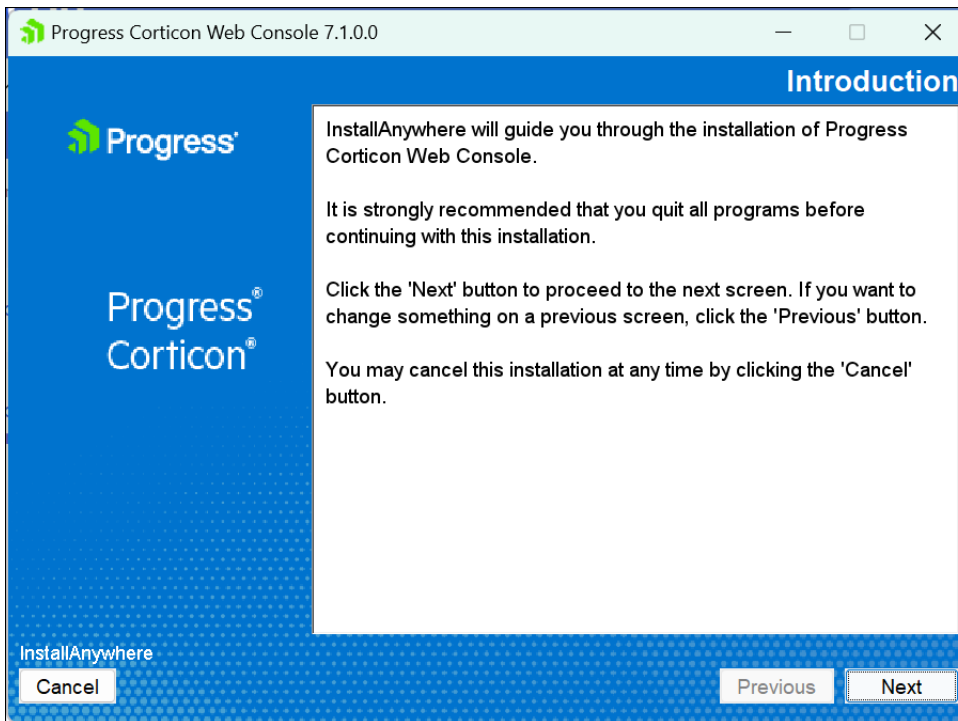 Progress Corticon Web Console 7.1.0.0
Introduction
Progress
InstallAnywhere will guide you through the installation of Progress
Corticon Web Console.
It is strongly recommended that you quit all programs before
continuing with this installation.
Progress®
Corticon®
Click the 'Next' button to proceed to the next screen. If you want to
change something on a previous screen, click the 'Previous' button.
You may cancel this installation at any time by clicking the 'Cancel'
button.
InstallAnywhere
Cancel
Previous
Next